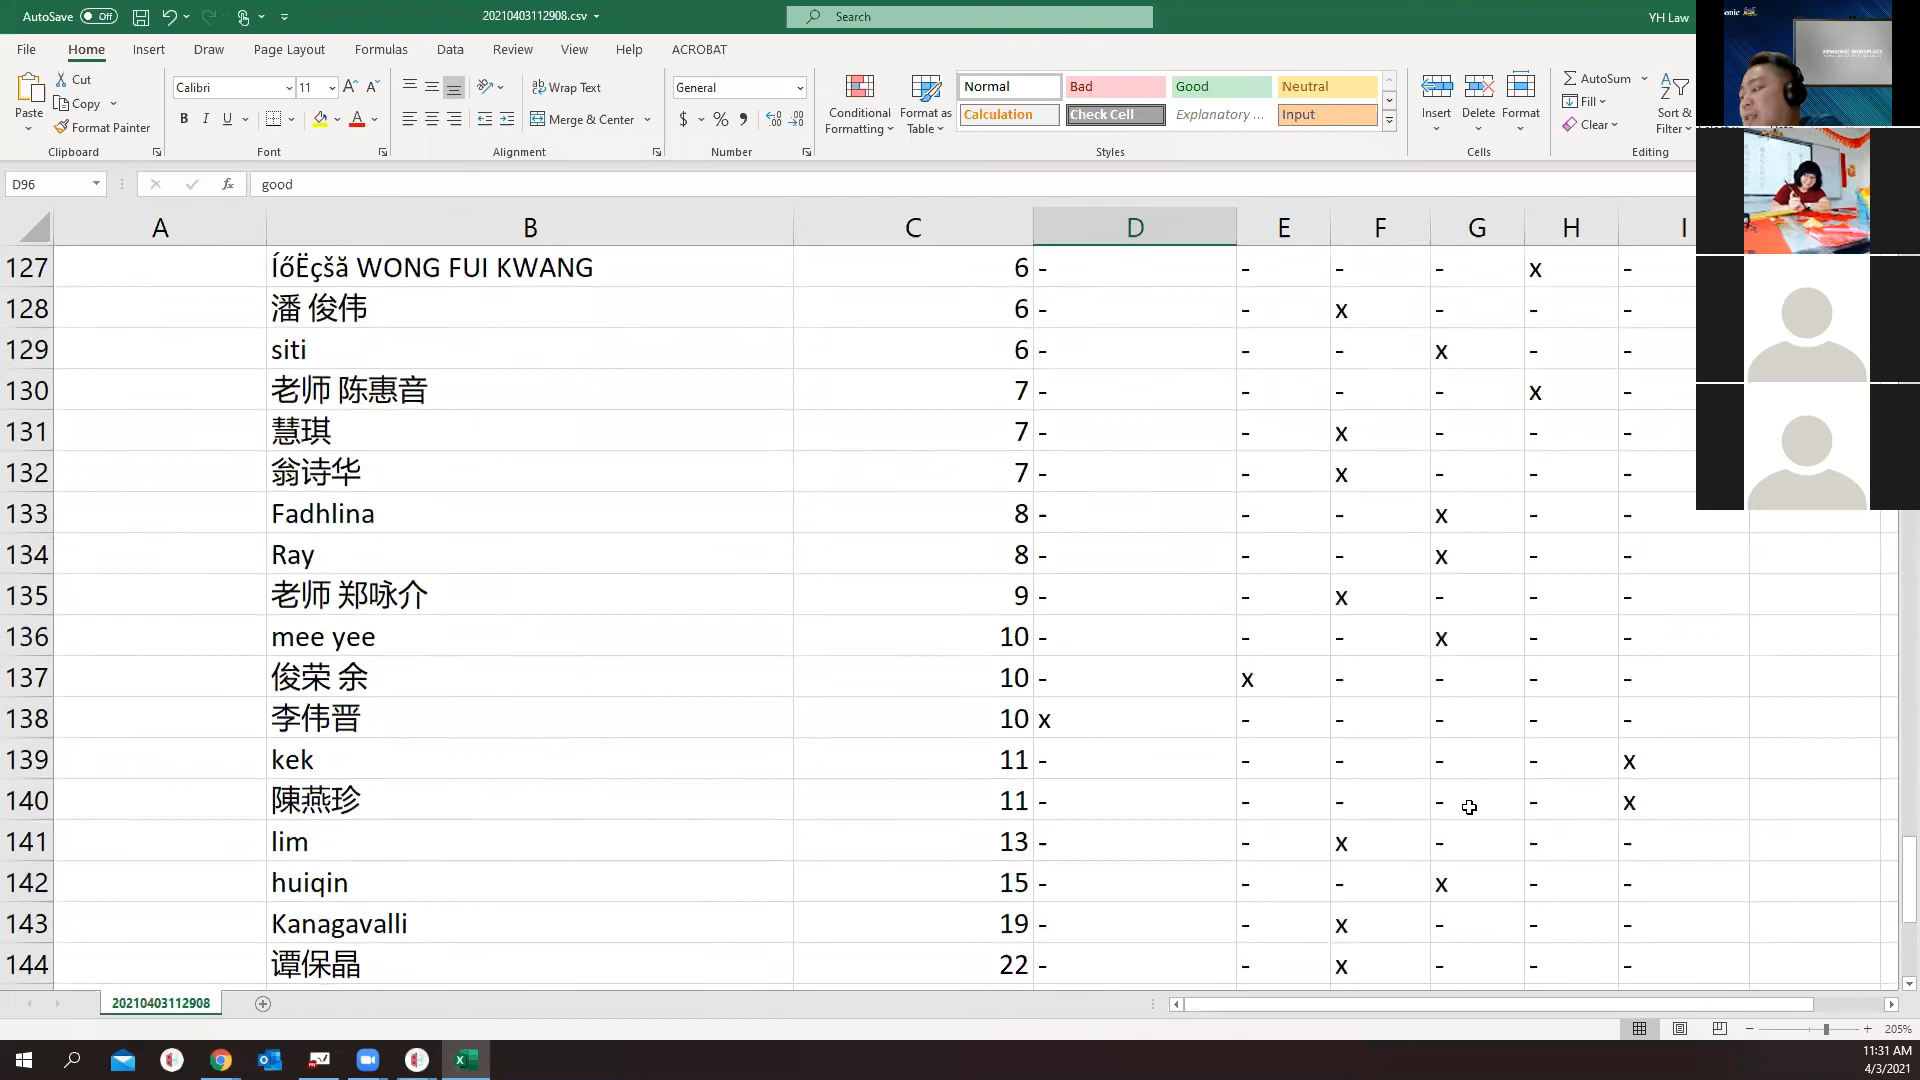 AutoSave Off 20210403112908.csv Search YH Law
File Home Insert Draw Page Layout Formulas Data Review View Help ACROBAT
Paste Cut Copy Format Painter Clipboard
Calibri 11 B I U Font
Wrap Text Merge & Center Alignment
General $ % Number
Conditional Formatting Format as Table
Normal Bad Good Neutral
Calculation Check Cell Explanatory ... Input
Styles
Insert Delete Format Cells
AutoSum Fill Clear Sort & Filter Editing
D96 fx good
A B C D E F G H I
127 ÍőËçšă WONG FUI KWANG 6 - - - - x -
128 潘 俊伟 6 - - x - - -
129 siti 6 - - - x - -
130 老师 陈惠音 7 - - - - x -
131 慧琪 7 - - x - - -
132 翁诗华 7 - - x - - -
133 Fadhlina 8 - - - x - -
134 Ray 8 - - - x - -
135 老师 郑咏介 9 - - x - - -
136 mee yee 10 - - - x - -
137 俊荣 余 10 - x - - - -
138 李伟晋 10 x - - - - -
139 kek 11 - - - - - x
140 陳燕珍 11 - - - - - x
141 lim 13 - - x - - -
142 huiqin 15 - - - x - -
143 Kanagavalli 19 - - x - - -
144 谭保晶 22 - - x - - -
20210403112908
205%
11:31 AM
4/3/2021